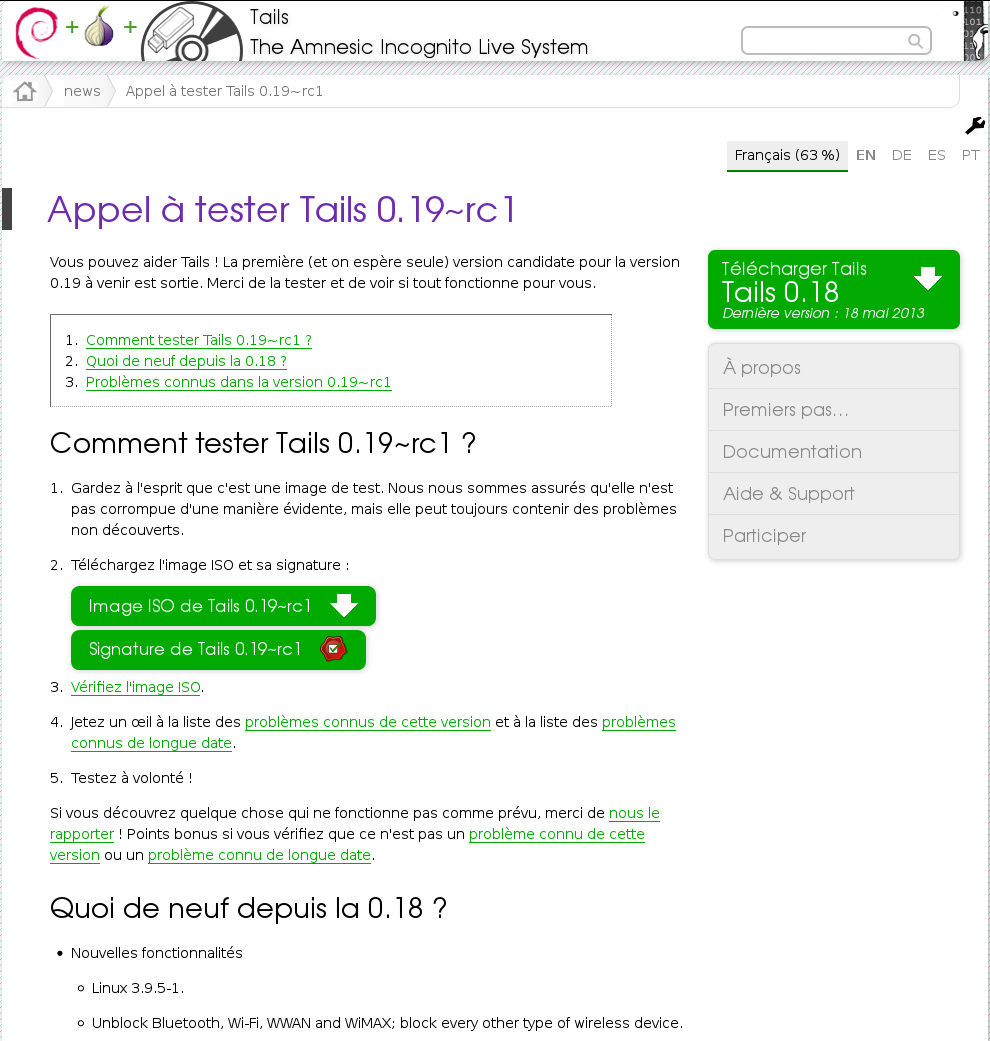 Tails
The Amnesic Incognito Live System
news
Appel à tester Tails 0.19~rc1
Français (63 %) EN DE ES PT
Appel à tester Tails 0.19~rc1
Vous pouvez aider Tails ! La première (et on espère seule) version candidate pour la version
0.19 à venir est sortie. Merci de la tester et de voir si tout fonctionne pour vous.
1. Comment tester Tails 0.19~rc1 ?
2. Quoi de neuf depuis la 0.18 ?
3. Problèmes connus dans la version 0.19~rc1
Comment tester Tails 0.19~rc1 ?
1. Gardez à l'esprit que c'est une image de test. Nous nous sommes assurés qu'elle n'est
pas corrompue d'une manière évidente, mais elle peut toujours contenir des problèmes
non découverts.
2. Téléchargez l'image ISO et sa signature :
Image ISO de Tails 0.19~rc1
Signature de Tails 0.19~rc1
3. Vérifiez l'image ISO.
4. Jetez un œil à la liste des problèmes connus de cette version et à la liste des problèmes
connus de longue date.
5. Testez à volonté !
Si vous découvrez quelque chose qui ne fonctionne pas comme prévu, merci de nous le
rapporter ! Points bonus si vous vérifiez que ce n'est pas un problème connu de cette
version ou un problème connu de longue date.
Quoi de neuf depuis la 0.18 ?
• Nouvelles fonctionnalités
◦ Linux 3.9.5-1.
◦ Unblock Bluetooth, Wi-Fi, WWAN and WiMAX; block every other type of wireless device.
Télécharger Tails
Tails 0.18
Dernière version : 18 mai 2013
À propos
Premiers pas...
Documentation
Aide & Support
Participer